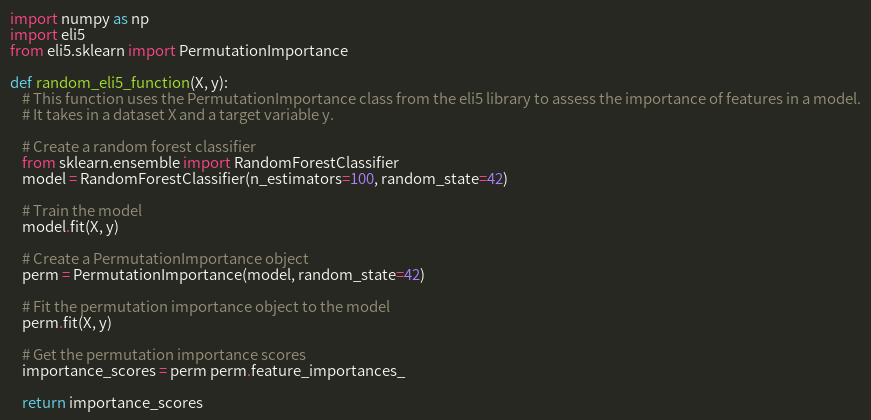 import numpy as np
import eli5
from eli5.sklearn import PermutationImportance
def random_eli5_function(X, y):
# This function uses the PermutationImportance class from the eli5 library to assess the importance of features in a model.
# It takes in a dataset X and a target variable y.
# Create a random forest classifier
from sklearn.ensemble import RandomForestClassifier
model = RandomForestClassifier(n_estimators=100, random_state=42)
# Train the model
model.fit(X, y)
# Create a PermutationImportance object
perm = PermutationImportance(model, random_state=42)
# Fit the permutation importance object to the model
perm.fit(X, y)
# Get the permutation importance scores
importance_scores = perm perm.feature_importances_
return importance_scores